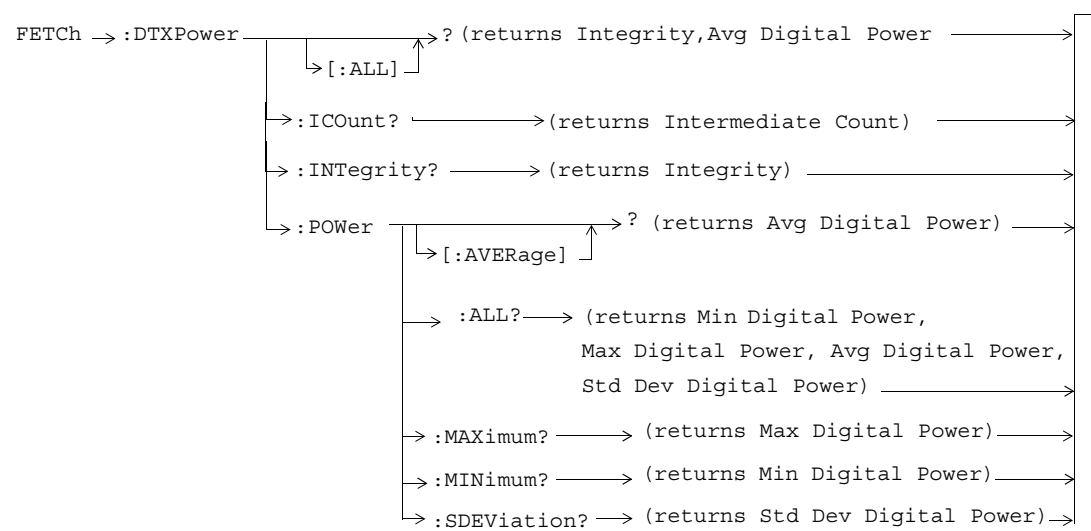 FETCh :DTXPower ? (returns Integrity,Avg Digital Power
[:ALL]
:ICOunt? (returns Intermediate Count)
:INTegrity? (returns Integrity)
:POWer ? (returns Avg Digital Power)
[:AVERage]
:ALL? (returns Min Digital Power,
Max Digital Power, Avg Digital Power,
Std Dev Digital Power)
:MAXimum? (returns Max Digital Power)
:MINimum? (returns Min Digital Power)
:SDEViation? (returns Std Dev Digital Power)